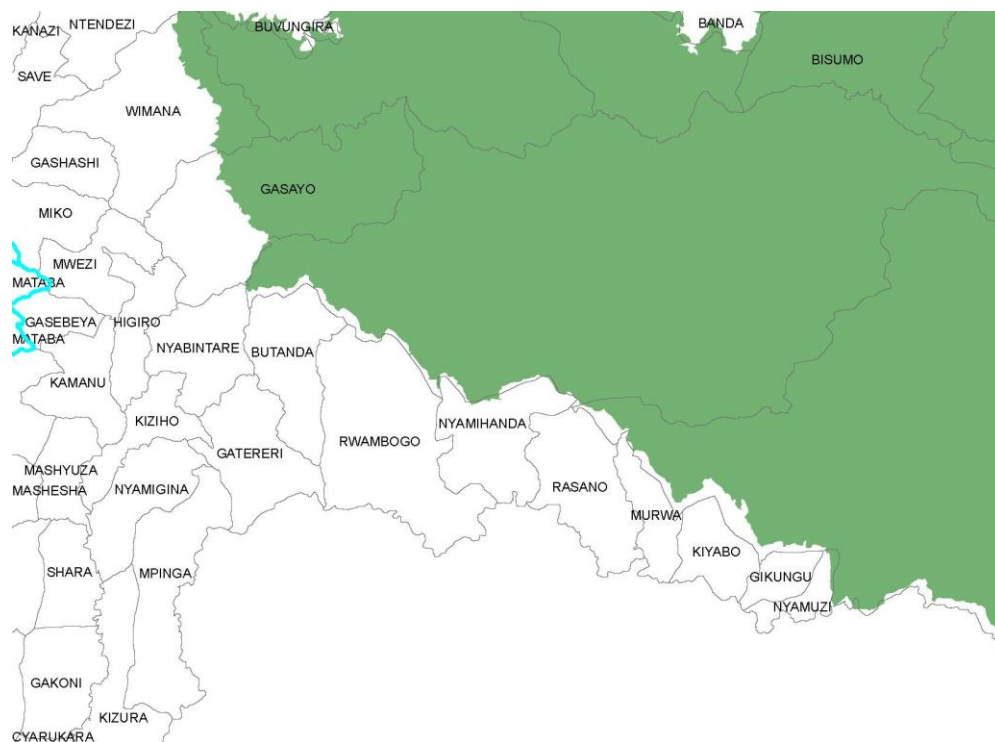 KANAZI
NTENDEZI
BUVUNGIRA
BANDA
SAVE
BISUMO
WIMANA
GASHASHI
GASAYO
MIKO
MWEZI
MATABA
GASEBEYA
HIGIRO
MATABA
NYABINTARE
BUTANDA
KAMANU
KIZIHO
NYAMIHANDA
RWAMBOGO
GATERERI
MASHYUZA
MASHESHA
NYAMIGINA
RASANO
MURWA
KIYABO
SHARA
MPINGA
GIKUNGU
NYAMUZI
GAKONI
KIZURA
CYARUKARA